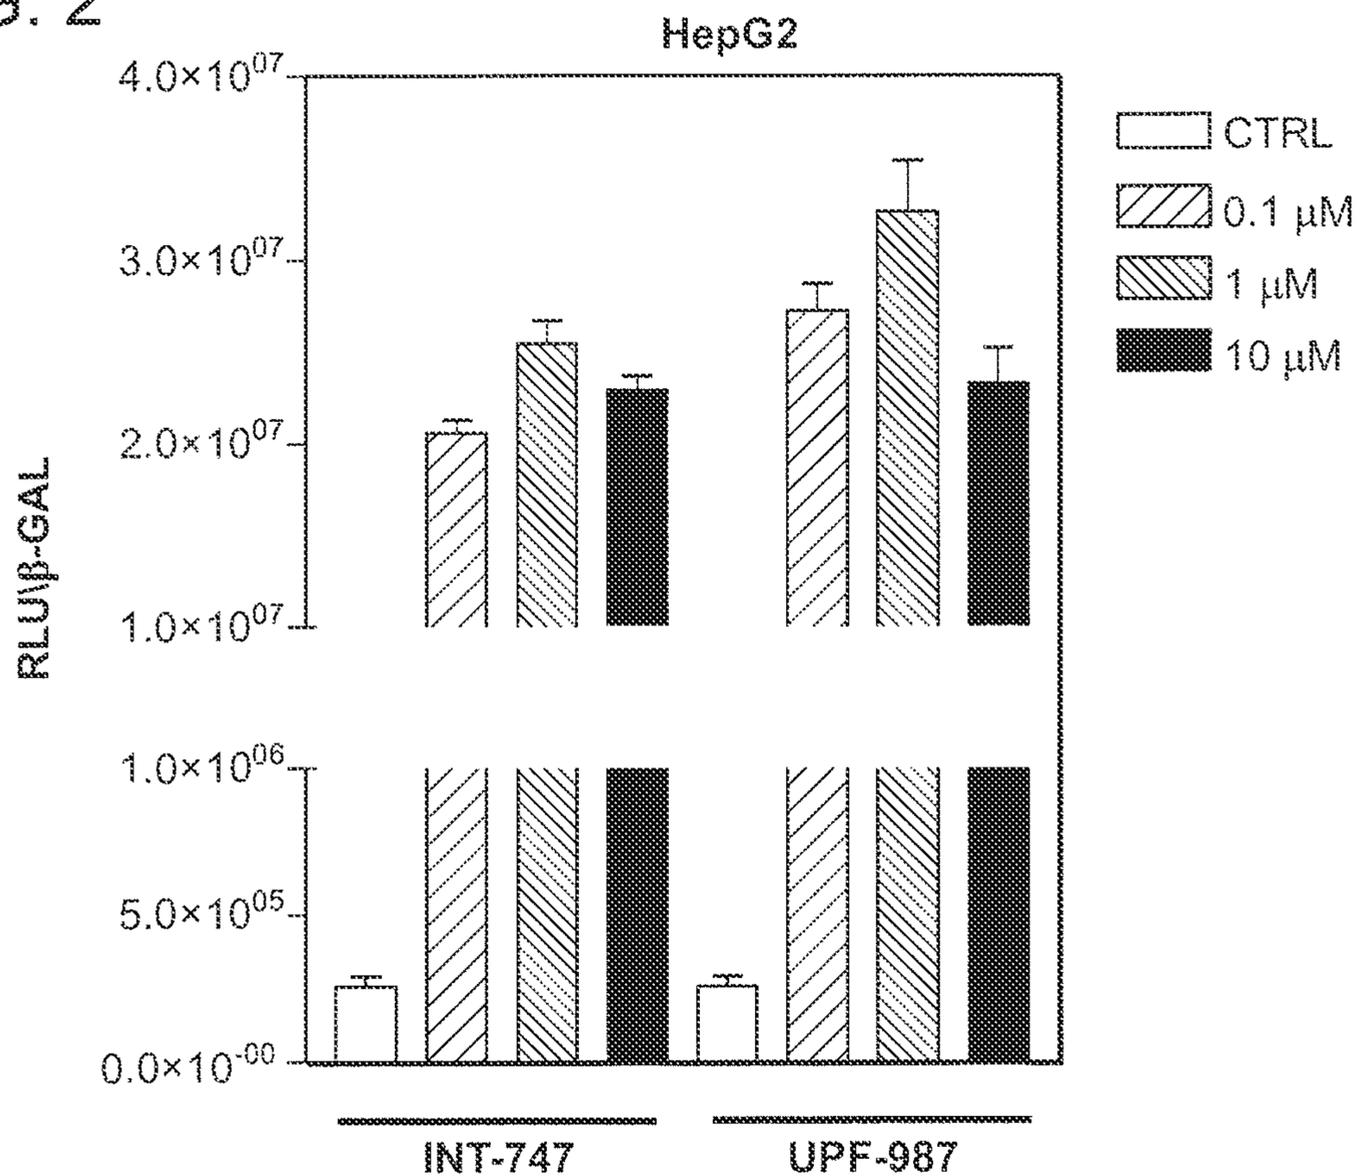 G. 2
HepG2
4.0×10^07
3.0×10^07
2.0×10^07
1.0×10^07
1.0×10^06
5.0×10^05
0.0×10^-00
RLU\β-GAL
CTRL
0.1 μM
1 μM
10 μM
INT-747
UPF-987